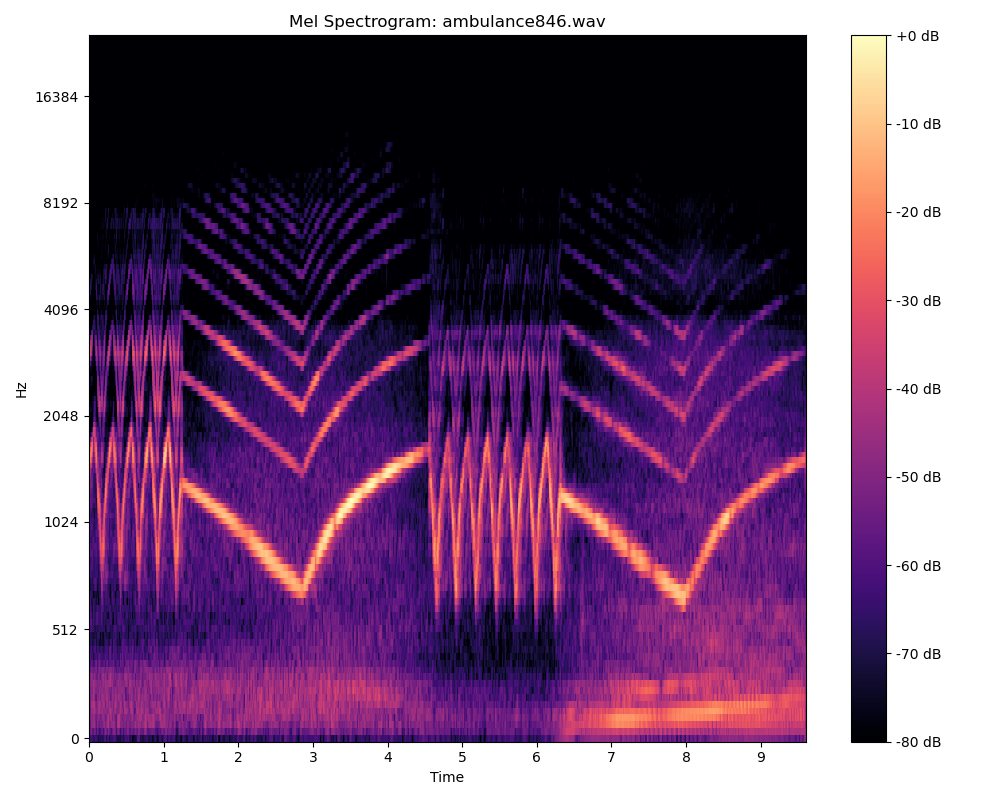 Mel Spectrogram: ambulance846.wav
+0 dB
16384
-10 dB
8192
-20 dB
4096
-30 dB
Hz
2048
-40 dB
-50 dB
1024
-60 dB
512
-70 dB
0
-80 dB
0 1 2 3 4 5 6 7 8 9
Time